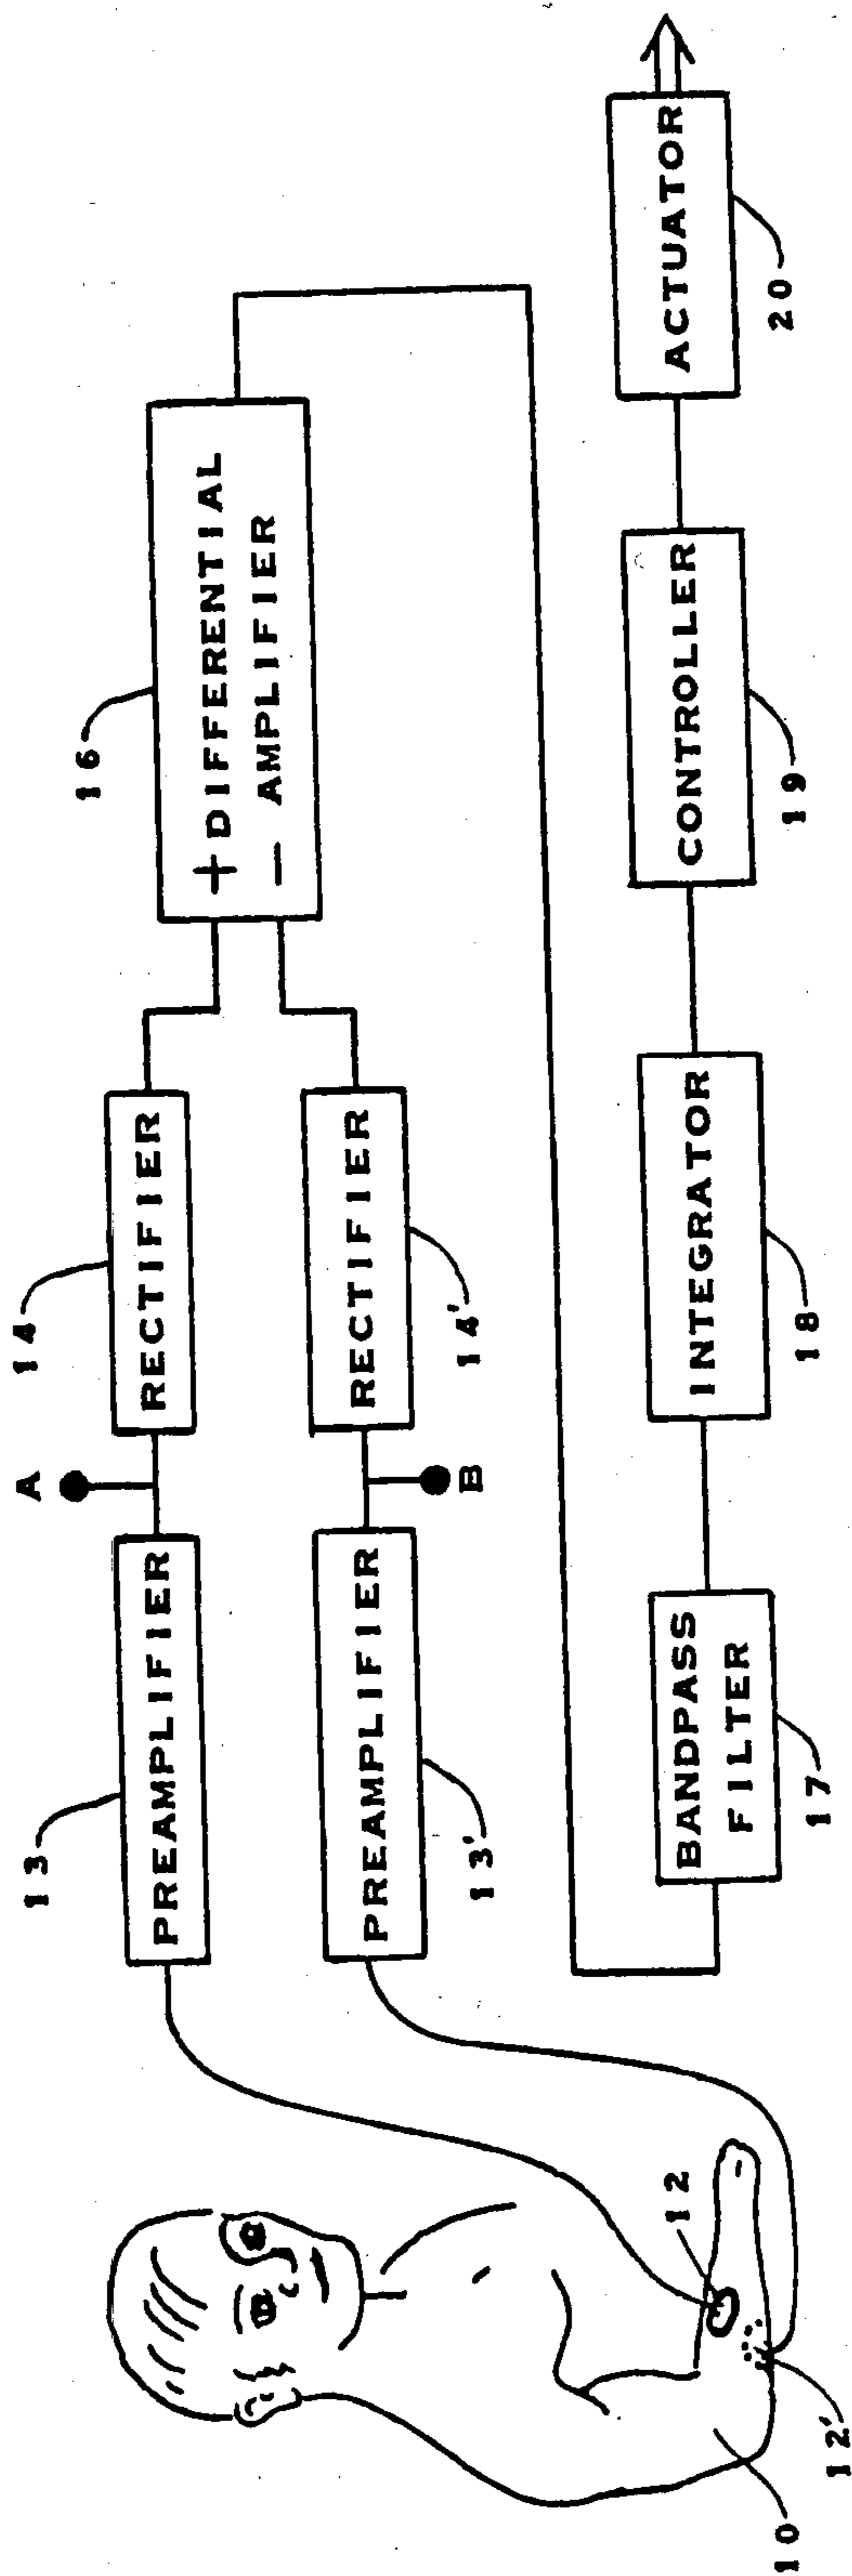 13
PREAMPLIFIER
A
14
RECTIFIER
16
+ DIFFERENTIAL
− AMPLIFIER
13'
PREAMPLIFIER
B
14'
RECTIFIER
12
12'
10
BANDPASS
FILTER
17
INTEGRATOR
18
CONTROLLER
19
ACTUATOR
20